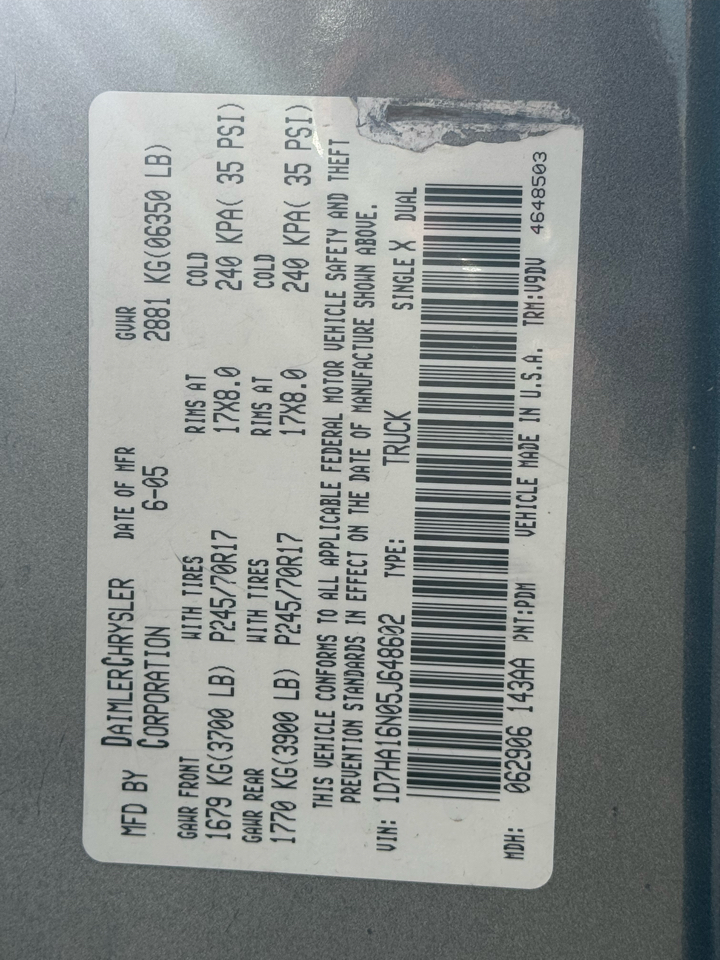 MFD BY DAIMLERCHRYSLER CORPORATION DATE OF MFR 6-05 GVWR 2881 KG(06350 LB)
GAWR FRONT WITH TIRES RIMS AT COLD
1679 KG(3700 LB) P245/70R17 17X8.0 240 KPA( 35 PSI)
GAWR REAR WITH TIRES RIMS AT COLD
1770 KG(3900 LB) P245/70R17 17X8.0 240 KPA( 35 PSI)
THIS VEHICLE CONFORMS TO ALL APPLICABLE FEDERAL MOTOR VEHICLE SAFETY AND THEFT
PREVENTION STANDARDS IN EFFECT ON THE DATE OF MANUFACTURE SHOWN ABOVE.
VIN: 1D7HA16N05J648602 TYPE: TRUCK SINGLE X DUAL
MDH: 062906 143AA PNT:PDM VEHICLE MADE IN U.S.A. TRM:V9DV 4648503